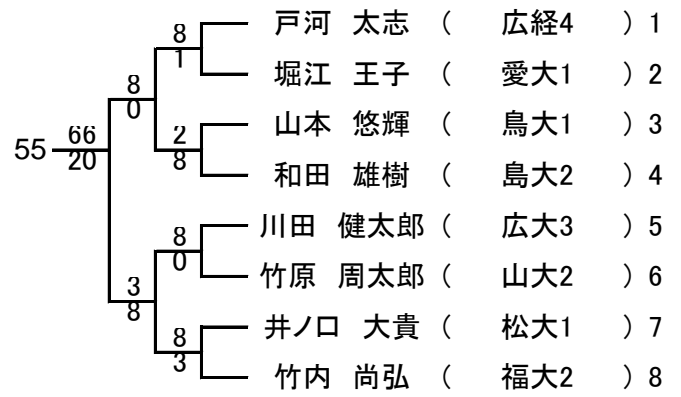 戸河 太志 ( 広経4 ) 1
8
1
堀江 王子 ( 愛大1 ) 2
8
0
山本 悠輝 ( 鳥大1 ) 3
2
8
和田 雄樹 ( 島大2 ) 4
55
66
20
川田 健太郎 ( 広大3 ) 5
8
0
竹原 周太郎 ( 山大2 ) 6
3
8
井ノ口 大貴 ( 松大1 ) 7
8
3
竹内 尚弘 ( 福大2 ) 8